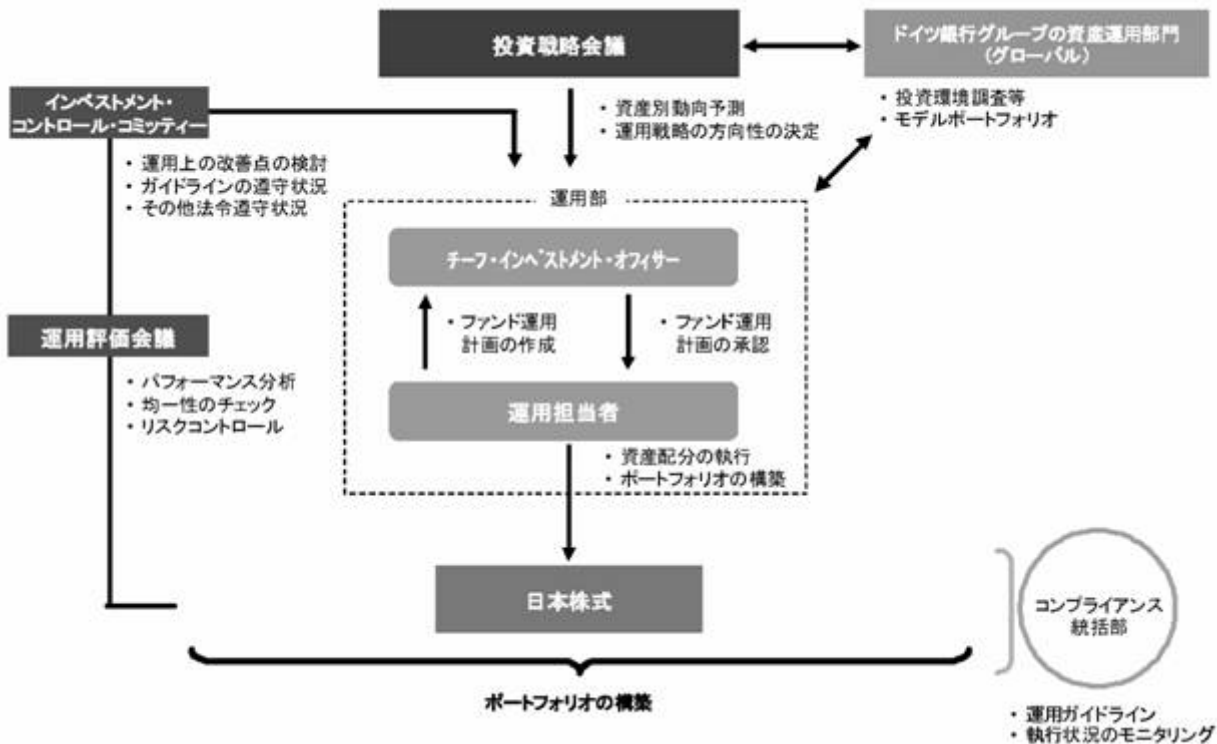 投資戦略会議
ドイツ銀行グループの資産運用部門
(グローバル)
・投資環境調査等
・モデルポートフォリオ
・資産別動向予測
・運用戦略の方向性の決定
インベストメント・
コントロール・コミッティー
・運用上の改善点の検討
・ガイドラインの遵守状況
・その他法令遵守状況
運用部
チーフ・インベストメント・オフィサー
・ファンド運用
計画の作成
・ファンド運用
計画の承認
運用評価会議
・パフォーマンス分析
・均一性のチェック
・リスクコントロール
運用担当者
・資産配分の執行
・ポートフォリオの構築
日本株式
コンプライアンス
統括部
ポートフォリオの構築
・運用ガイドライン
・執行状況のモニタリング